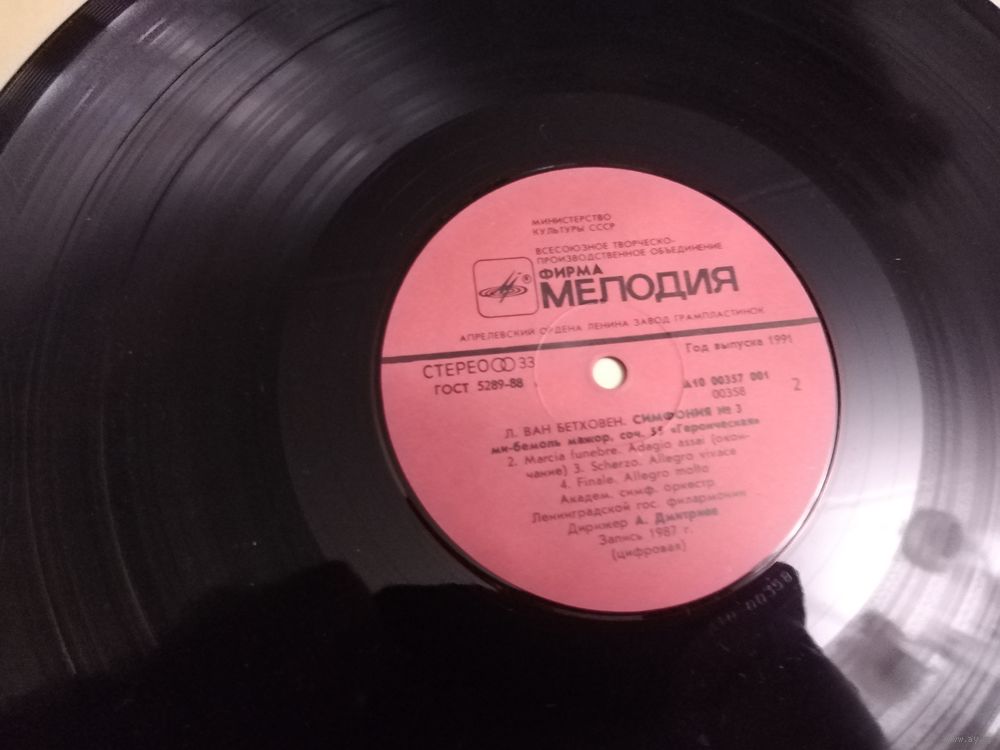 МИНИСТЕРСТВО
КУЛЬТУРЫ СССР
ВСЕСОЮЗНОЕ ТВОРЧЕСКО-
ПРОИЗВОДСТВЕННОЕ ОБЪЕДИНЕНИЕ
®
ФИРМА
МЕЛОДИЯ
АПРЕЛЕВСКИЙ ОРДЕНА ЛЕНИНА ЗАВОД ГРАМПЛАСТИНОК
СТЕРЕО 33
ГОСТ 5289-88
Год выпуска 1991
А10 00357 001
00358
2
Л. ВАН БЕТХОВЕН. СИМФОНИЯ № 3
ми-бемоль мажор, соч. 55 «Героическая»
2. Marcia funebre. Adagio assai (окон-
чание) 3. Scherzo. Allegro vivace
4. Finale. Allegro molto
Академ. симф. оркестр
Ленинградской гос. филармонии
Дирижер А. Дмитриев
Запись 1987 г.
(цифровая)
00358